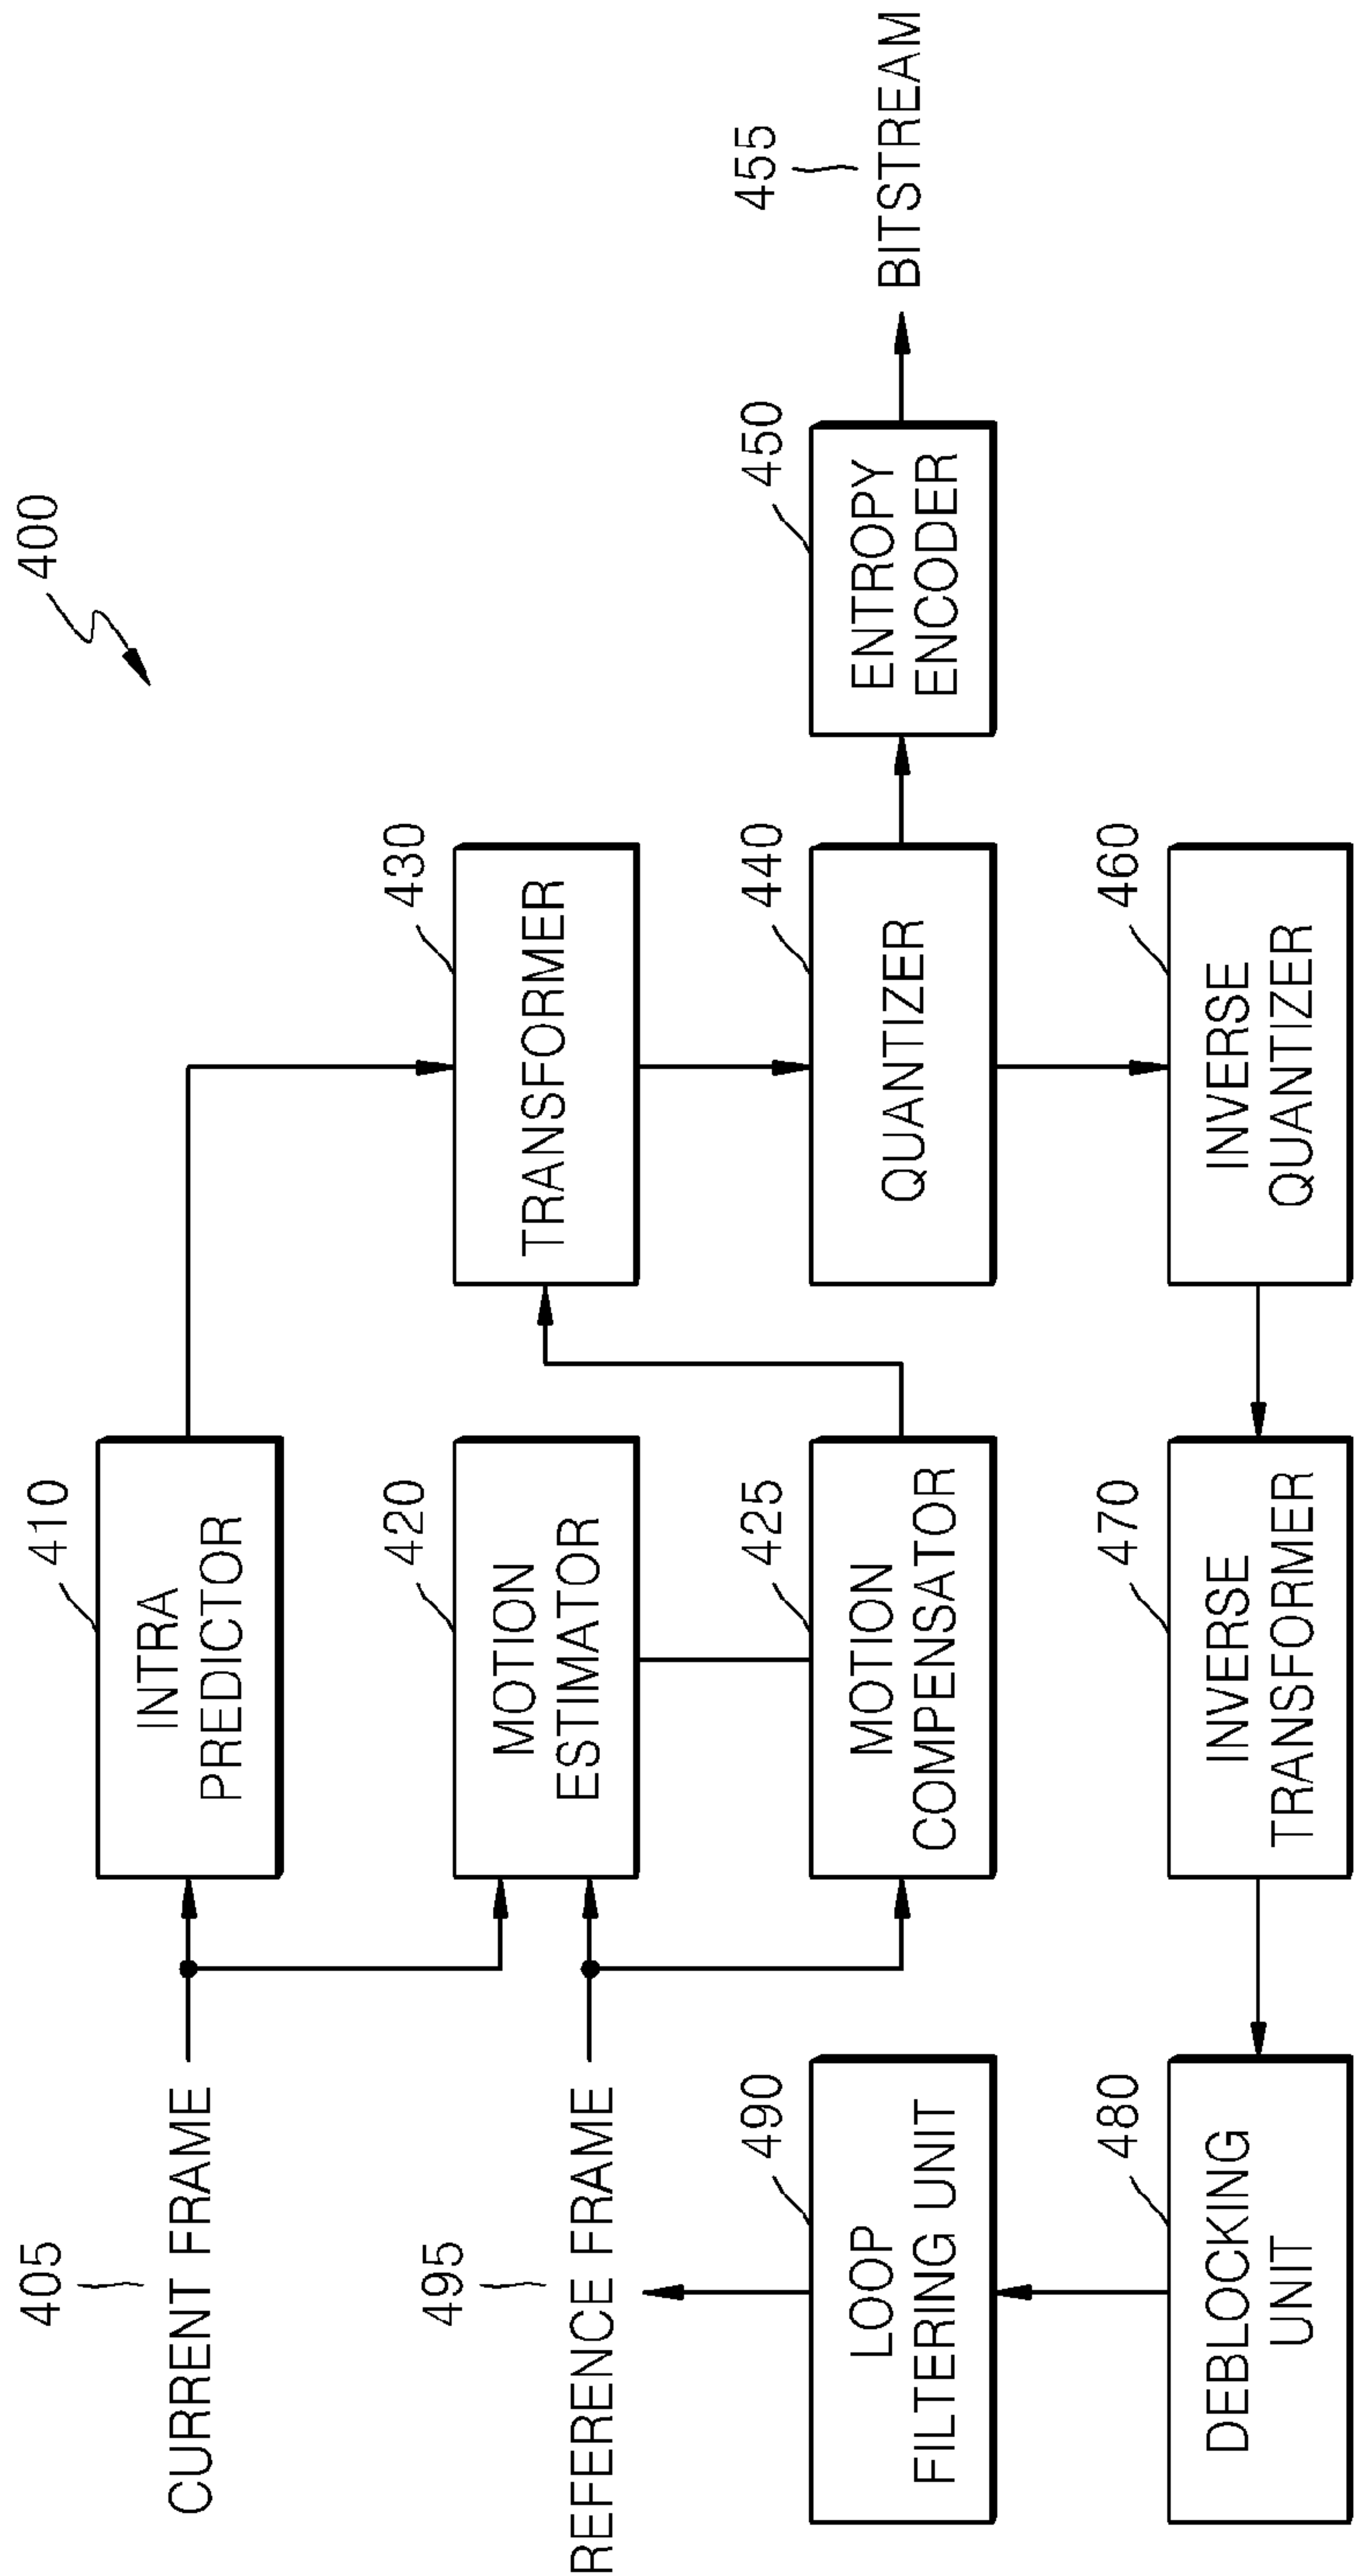 400
405
CURRENT FRAME
410
INTRA
PREDICTOR
495
REFERENCE FRAME
420
MOTION
ESTIMATOR
430
TRANSFORMER
490
LOOP
FILTERING UNIT
425
MOTION
COMPENSATOR
440
QUANTIZER
450
ENTROPY
ENCODER
455
BITSTREAM
480
DEBLOCKING
UNIT
470
INVERSE
TRANSFORMER
460
INVERSE
QUANTIZER